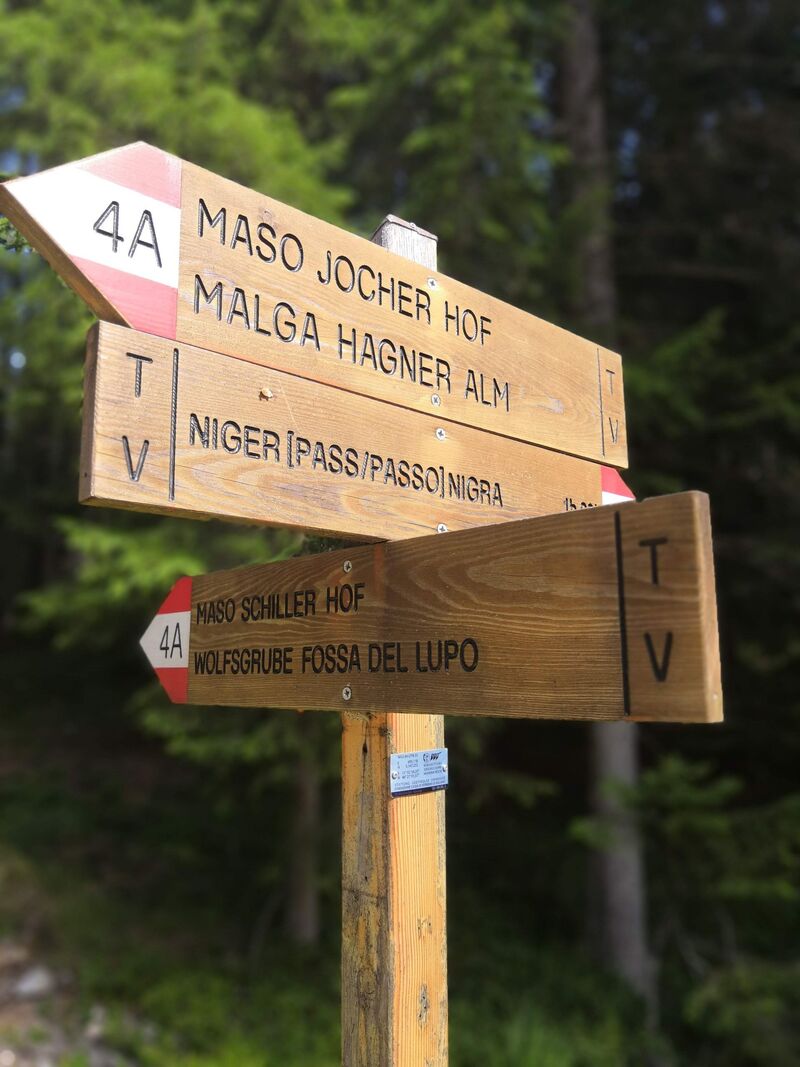 4A
MASO JOCHER HOF
MALGA HAGNER ALM
T
V
T
V
NIGER [PASS/PASSO] NIGRA
1h
4A
MASO SCHILLER HOF
WOLFSGRUBE FOSSA DEL LUPO
T
V